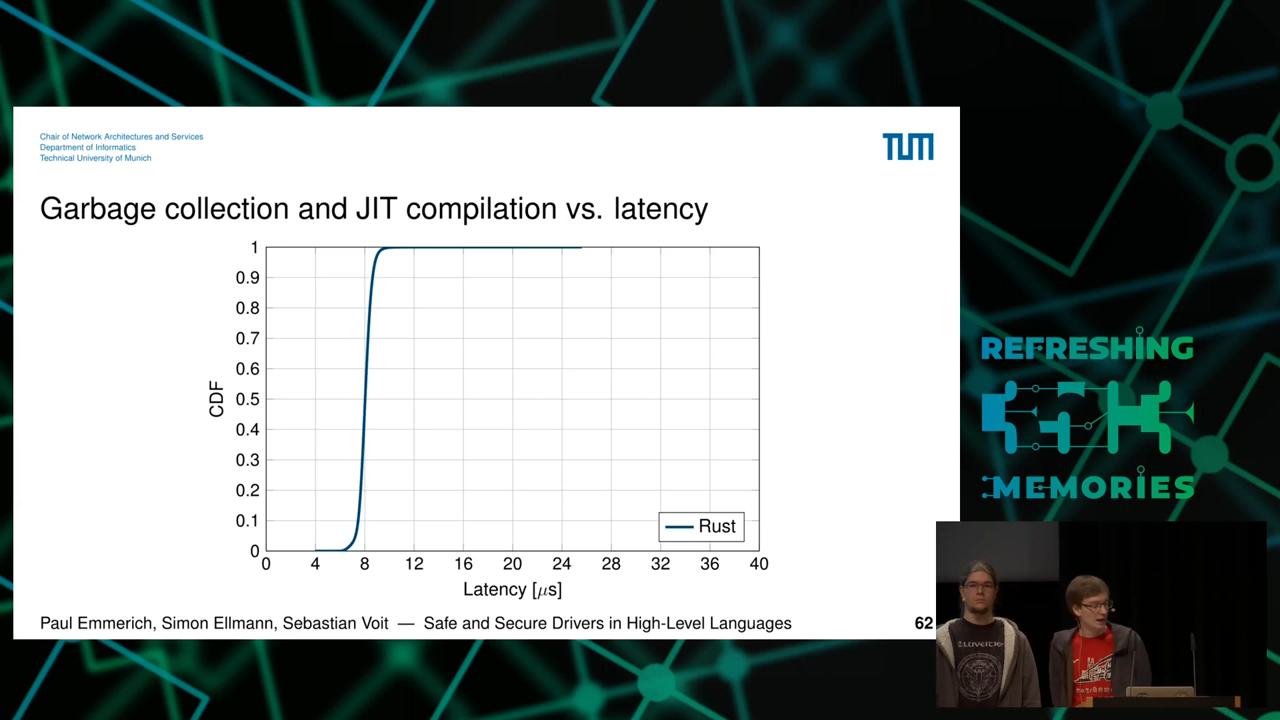 Chair of Network Architectures and Services
Department of Informatics
Technical University of Munich
TUM
Garbage collection and JIT compilation vs. latency
1
0.9
0.8
0.7
0.6
0.5
0.4
0.3
0.2
0.1
0
CDF
0 4 8 12 16 20 24 28 32 36 40
Latency [μs]
Rust
Paul Emmerich, Simon Ellmann, Sebastian Voit — Safe and Secure Drivers in High-Level Languages
62
REFRESHING
MEMORIES
ELUVEITIE